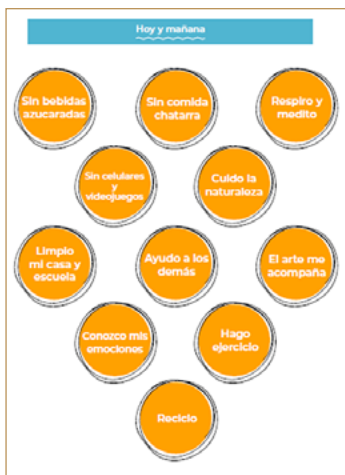 Hoy y mañana
Sin bebidas
azucaradas
Sin comida
chatarra
Respiro y
medito
Sin celulares
y
videojuegos
Cuido la
naturaleza
Limpio
mi casa y
escuela
Ayudo a los
demás
El arte me
acompaña
Conozco mis
emociones
Hago
ejercicio
Reciclo